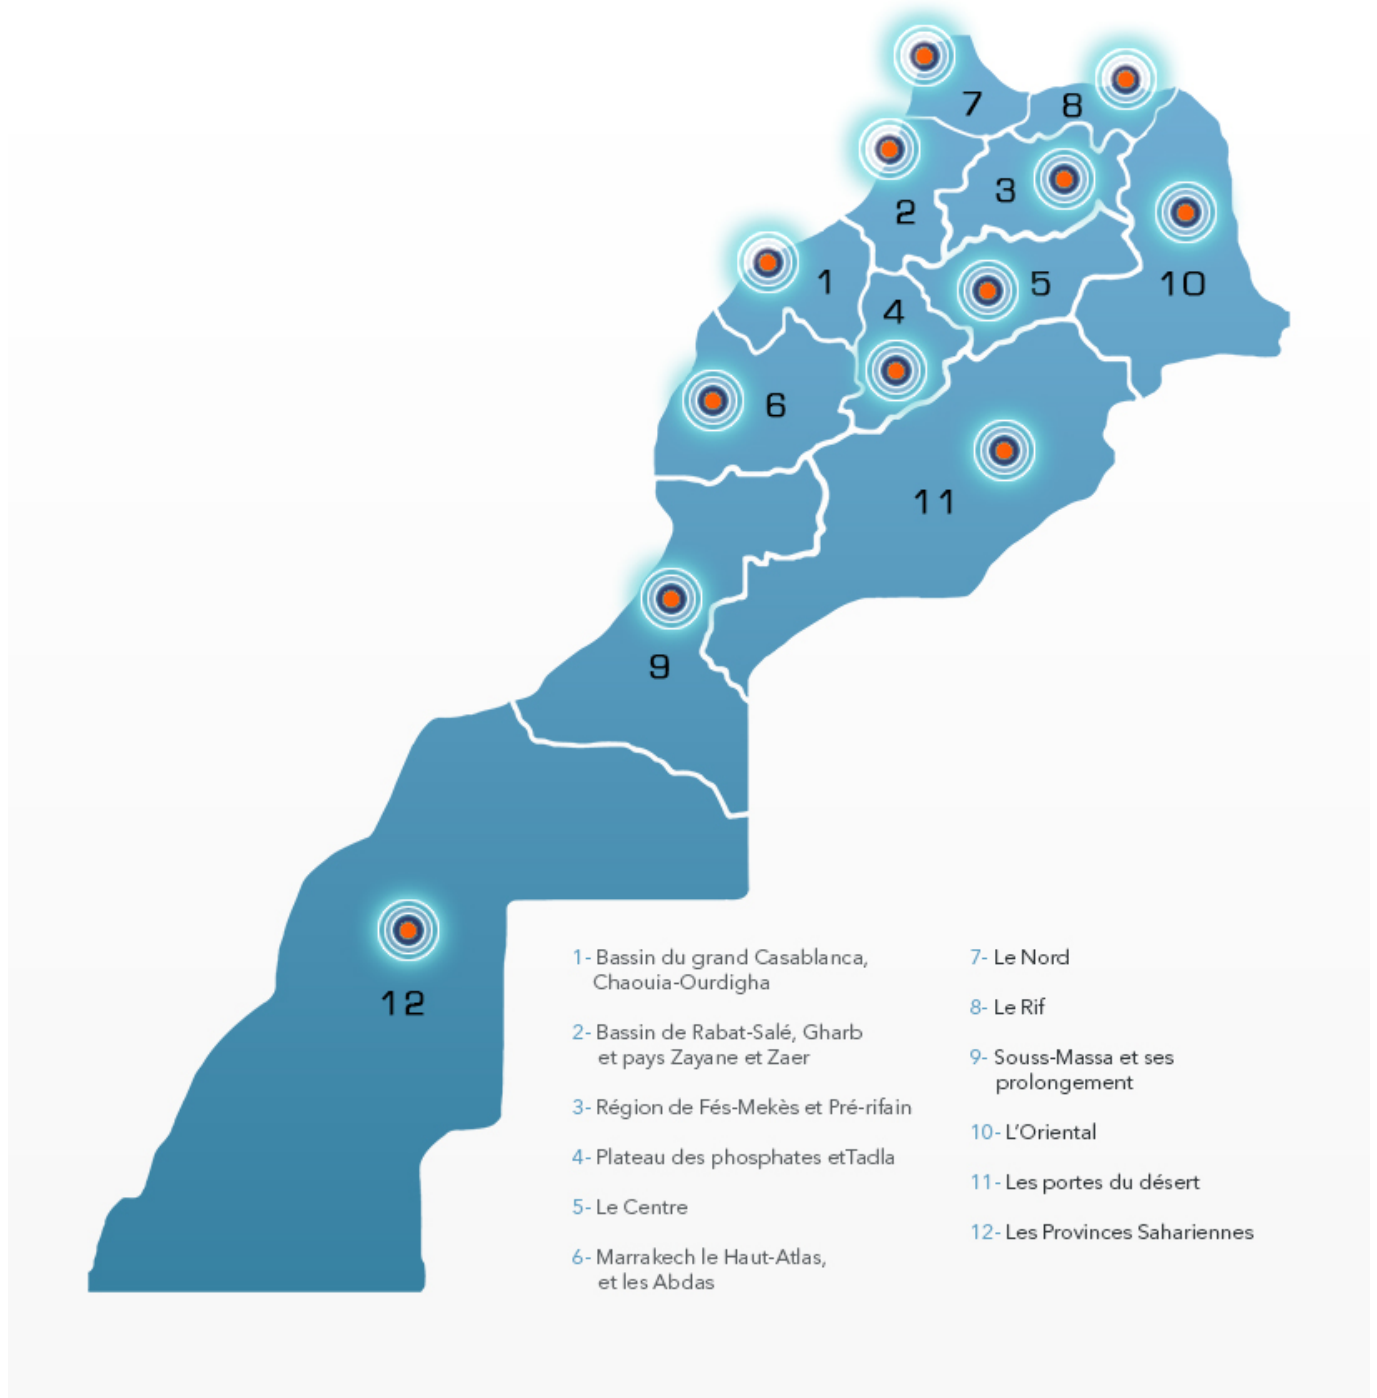 7
8
3
2
10
1
5
4
6
11
9
12
1- Bassin du grand Casablanca,
Chaouia-Ourdigha
2- Bassin de Rabat-Salé, Gharb
et pays Zayane et Zaer
3- Région de Fés-Mekès et Pré-rifain
4- Plateau des phosphates etTadla
5- Le Centre
6- Marrakech le Haut-Atlas,
et les Abdas
7- Le Nord
8- Le Rif
9- Souss-Massa et ses
prolongement
10- L'Oriental
11- Les portes du désert
12- Les Provinces Sahariennes